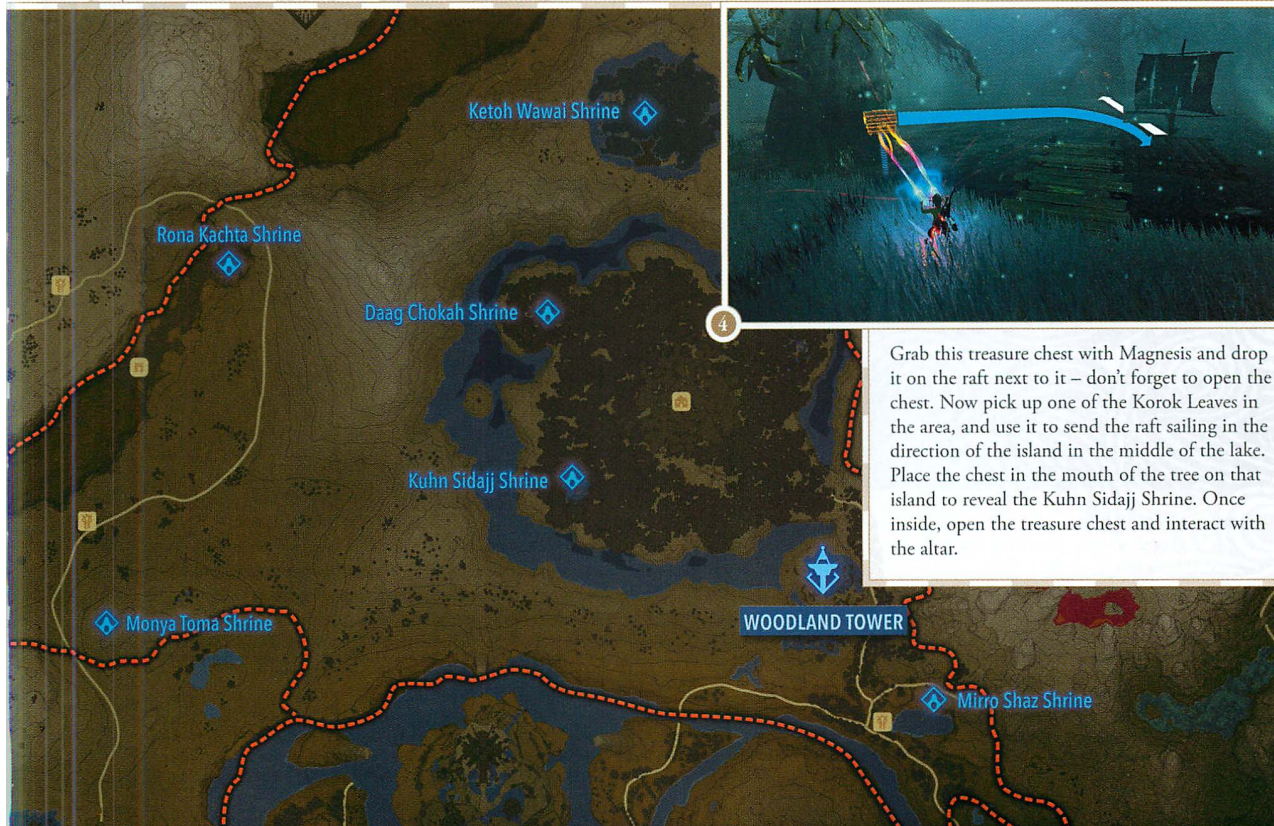 Ketoh Wawai Shrine
Rona Kachta Shrine
Daag Chokah Shrine
4
Grab this treasure chest with Magnesis and drop
it on the raft next to it – don't forget to open the
chest. Now pick up one of the Korok Leaves in
the area, and use it to send the raft sailing in the
direction of the island in the middle of the lake.
Place the chest in the mouth of the tree on that
island to reveal the Kuhn Sidajj Shrine. Once
inside, open the treasure chest and interact with
the altar.
Kuhn Sidajj Shrine
WOODLAND TOWER
Monya Toma Shrine
Mirro Shaz Shrine